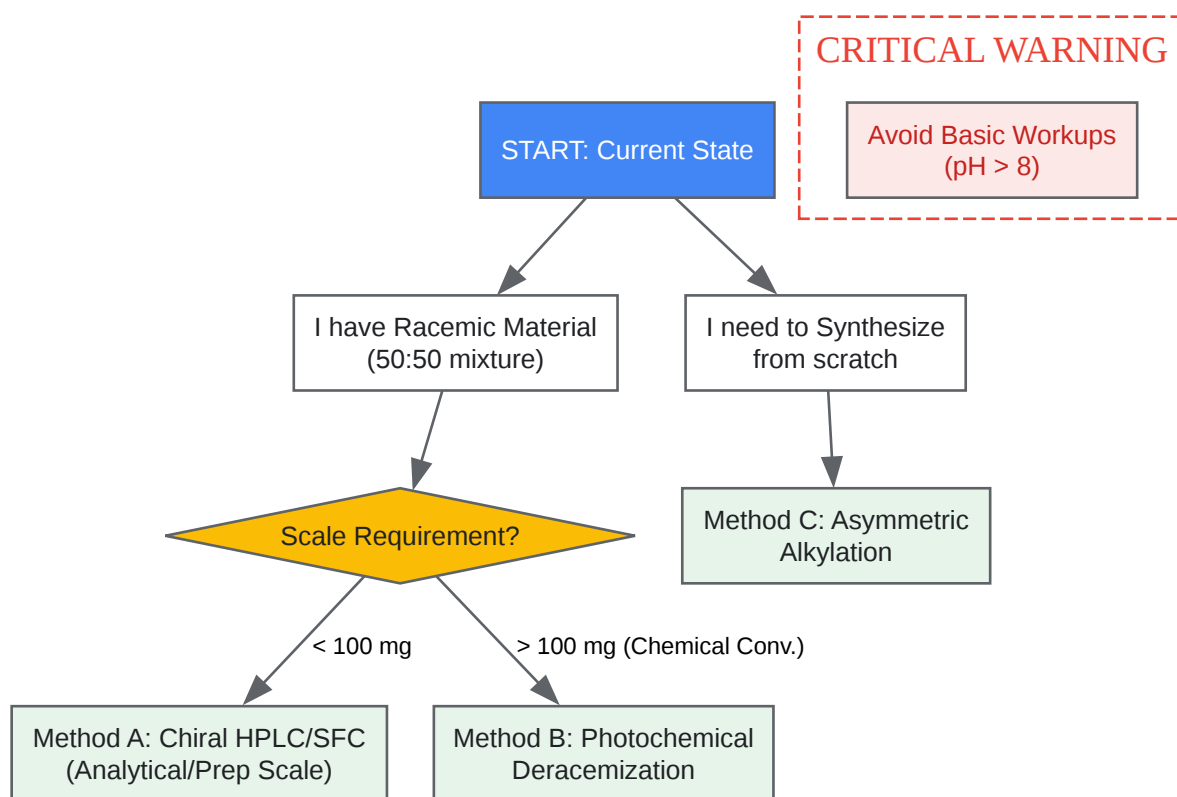 CRITICAL WARNING
START: Current State
Avoid Basic Workups
(pH > 8)
I have Racemic Material
(50:50 mixture)
I need to Synthesize
from scratch
Scale Requirement?
Method C: Asymmetric
Alkylation
< 100 mg
> 100 mg (Chemical Conv.)
Method A: Chiral HPLC/SFC
(Analytical/Prep Scale)
Method B: Photochemical
Deracemization